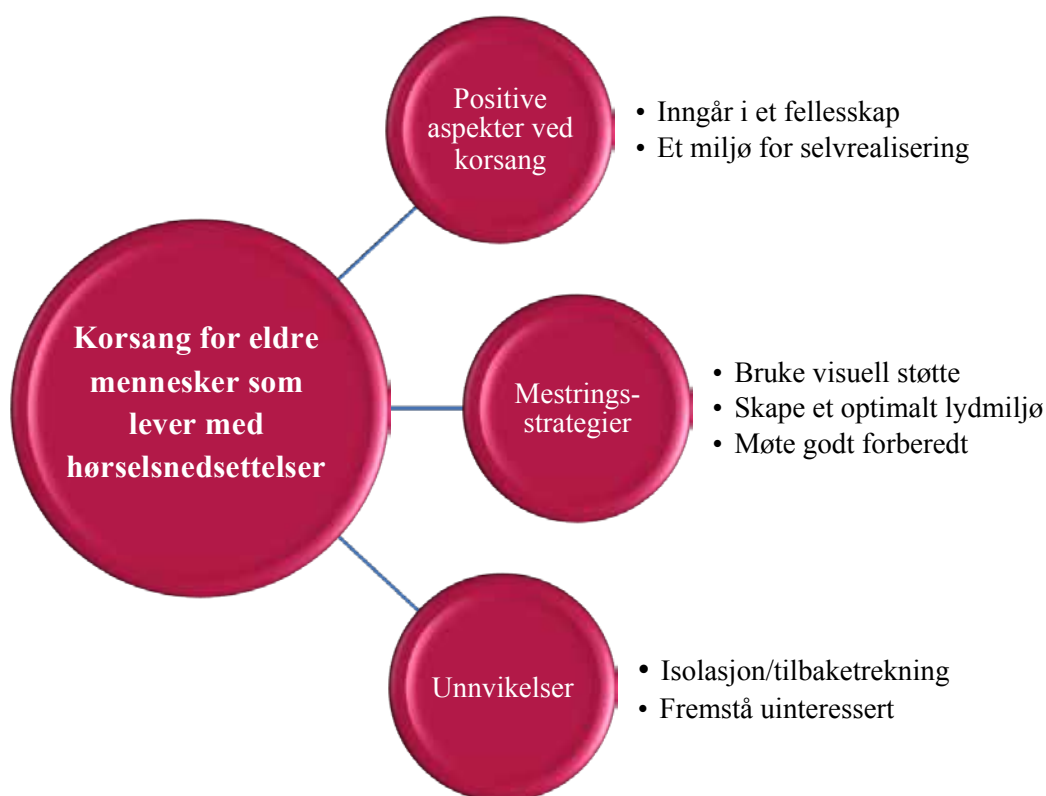 Positive
aspekter ved
korsang
• Inngår i et fellesskap
• Et miljø for selvrealisering
Korsang for eldre
mennesker som
lever med
hørselsnedsettelser
Mestrings-
strategier
• Bruke visuell støtte
• Skape et optimalt lydmiljø
• Møte godt forberedt
Unnvikelser
• Isolasjon/tilbaketrekning
• Fremstå uinteressert